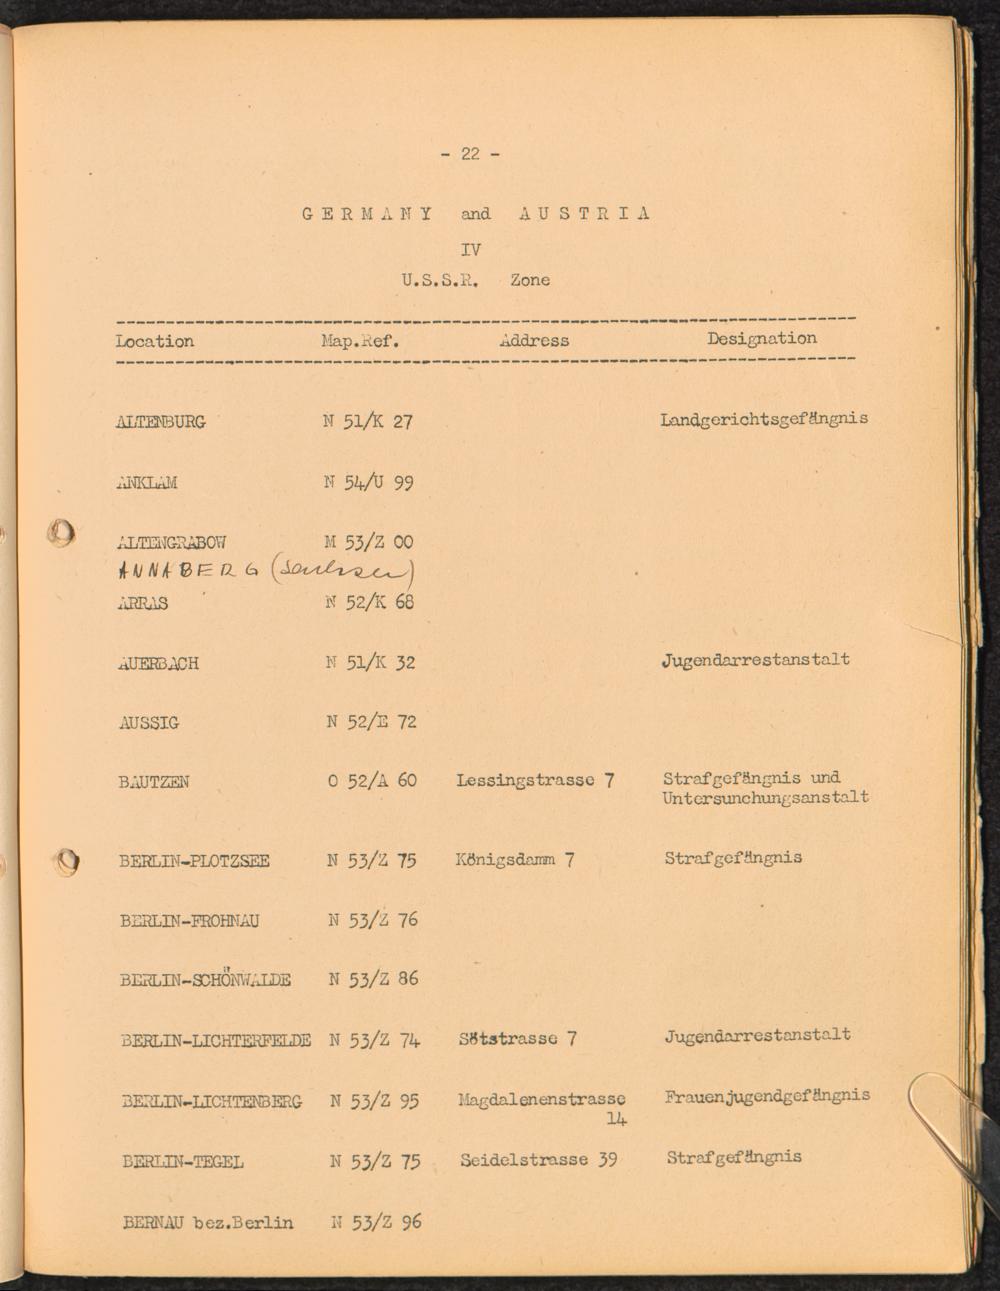 - 22 -
GERMANY and AUSTRIA
IV
U.S.S.R. Zone
Location Map.Ref. Address Designation
ALTENBURG N 51/K 27 Landgerichtsgefängnis
ANKLAM N 54/U 99
ALTENGRABOW M 53/Z 00
ANNABERG (Sachsen)
ARRAS N 52/K 68
AUERBACH N 51/K 32 Jugendarrestanstalt
AUSSIG N 52/E 72
BAUTZEN O 52/A 60 Lessingstrasse 7 Strafgefängnis und
Untersunchungsanstalt
BERLIN-PLOTZSEE N 53/Z 75 Königsdamm 7 Strafgefängnis
BERLIN-FROHNAU N 53/Z 76
BERLIN-SCHÖNWALDE N 53/Z 86
BERLIN-LICHTERFELDE N 53/Z 74 Sötstrasse 7 Jugendarrestanstalt
BERLIN-LICHTENBERG N 53/Z 95 Magdalenenstrasse Frauenjugendgefängnis
14
BERLIN-TEGEL N 53/Z 75 Seidelstrasse 39 Strafgefängnis
BERNAU bez.Berlin N 53/Z 96